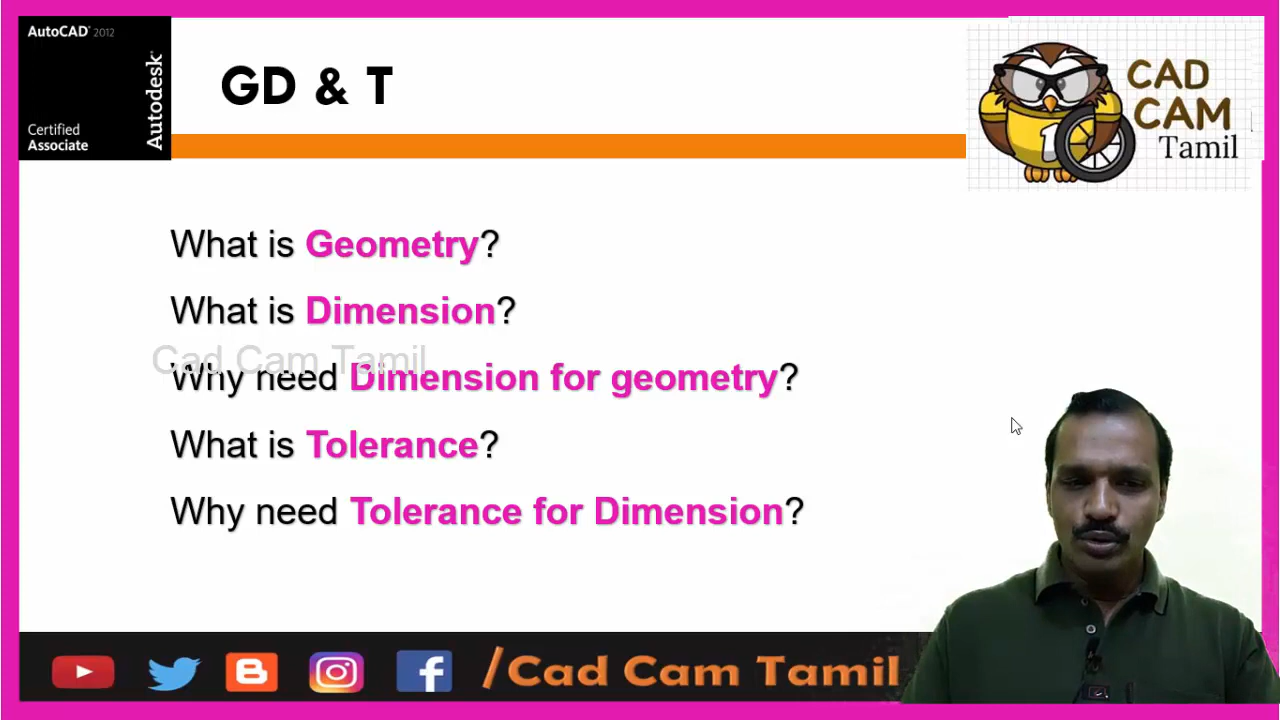 AutoCAD® 2012
Autodesk®
Certified
Associate
GD & T
CAD
CAM
Tamil
1
What is Geometry?
What is Dimension?
Cad Cam Tamil
Why need Dimension for geometry?
What is Tolerance?
Why need Tolerance for Dimension?
/Cad Cam Tamil